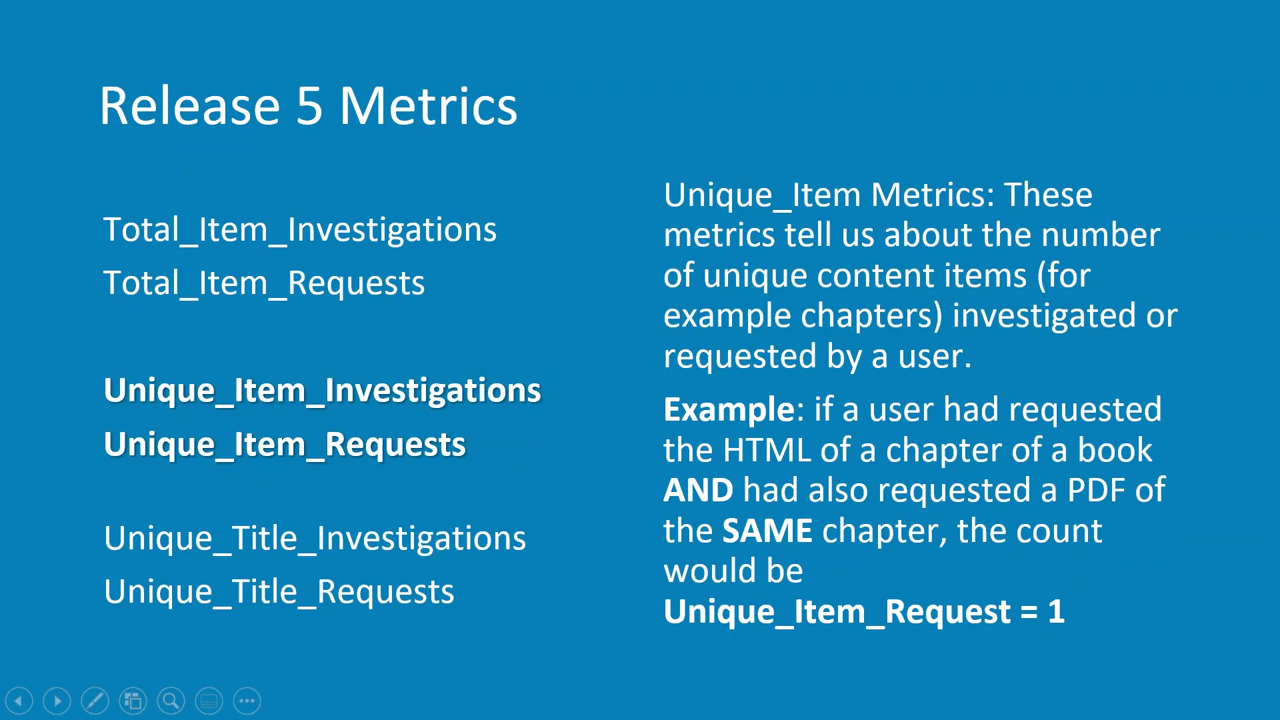 Release 5 Metrics
Total_Item_Investigations
Total_Item_Requests
Unique_Item_Investigations
Unique_Item_Requests
Unique_Title_Investigations
Unique_Title_Requests
Unique_Item Metrics: These
metrics tell us about the number
of unique content items (for
example chapters) investigated or
requested by a user.
Example: if a user had requested
the HTML of a chapter of a book
AND had also requested a PDF of
the SAME chapter, the count
would be
Unique_Item_Request = 1